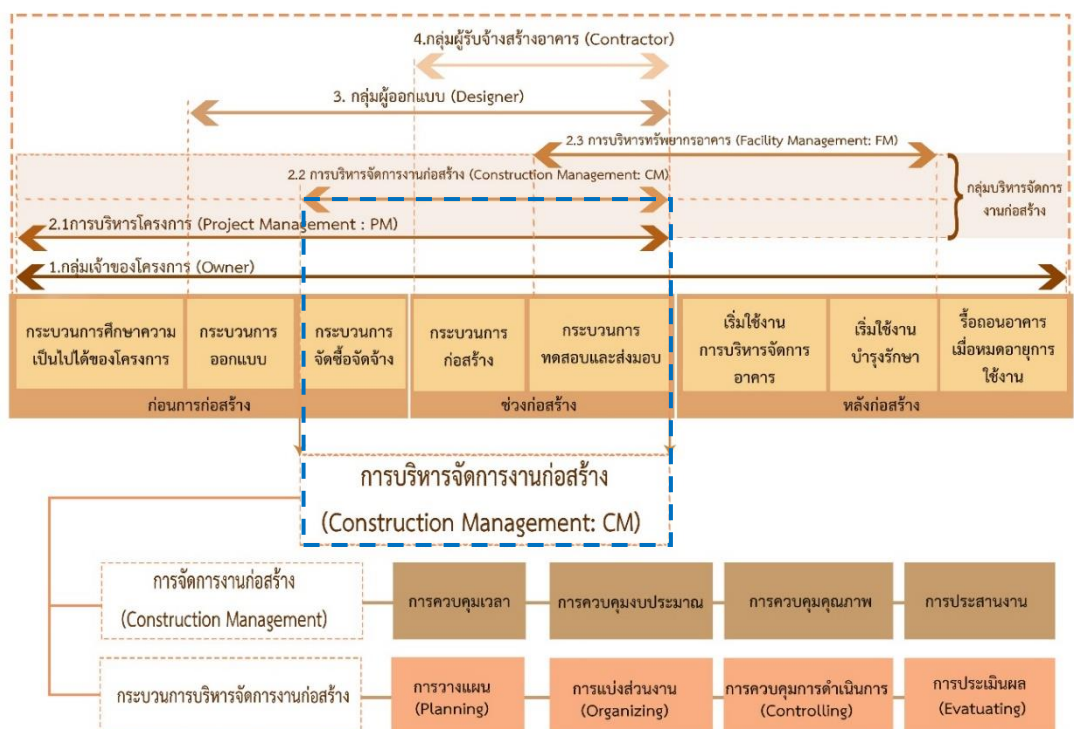 4.กลุ่มผู้รับจ้างสร้างอาคาร (Contractor)
3. กลุ่มผู้ออกแบบ (Designer)
2.3 การบริหารทรัพยากรอาคาร (Facility Management: FM)
2.2 การบริหารจัดการงานก่อสร้าง (Construction Management: CM)
กลุ่มบริหารจัดการ
งานก่อสร้าง
2.1การบริหารโครงการ (Project Management : PM)
1.กลุ่มเจ้าของโครงการ (Owner)
กระบวนการศึกษาความ
เป็นไปได้ของโครงการ
กระบวนการ
ออกแบบ
กระบวนการ
จัดซื้อจัดจ้าง
กระบวนการ
ก่อสร้าง
กระบวนการ
ทดสอบและส่งมอบ
เริ่มใช้งาน
การบริหารจัดการ
อาคาร
เริ่มใช้งาน
บำรุงรักษา
รื้อถอนอาคาร
เมื่อหมดอายุการ
ใช้งาน
ก่อนการก่อสร้าง
ช่วงก่อสร้าง
หลังก่อสร้าง
การบริหารจัดการงานก่อสร้าง
(Construction Management: CM)
การจัดการงานก่อสร้าง
(Construction Management)
การควบคุมเวลา
การควบคุมงบประมาณ
การควบคุมคุณภาพ
การประสานงาน
กระบวนการบริหารจัดการงานก่อสร้าง
การวางแผน
(Planning)
การแบ่งส่วนงาน
(Organizing)
การควบคุมการดำเนินการ
(Controlling)
การประเมินผล
(Evatuating)